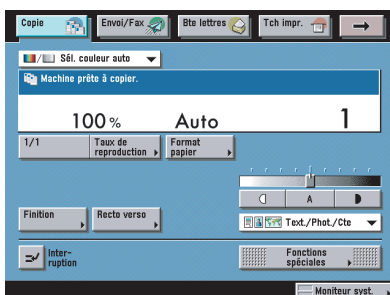 Copie
Envoi/Fax
Bte lettres
Tch impr.
Sél. couleur auto
Machine prête à copier.
100 % Auto 1
1/1
Taux de
reproduction
Format
papier
A
Finition
Recto verso
Text./Phot./Cte
Inter-
ruption
Fonctions
spéciales
Moniteur syst.